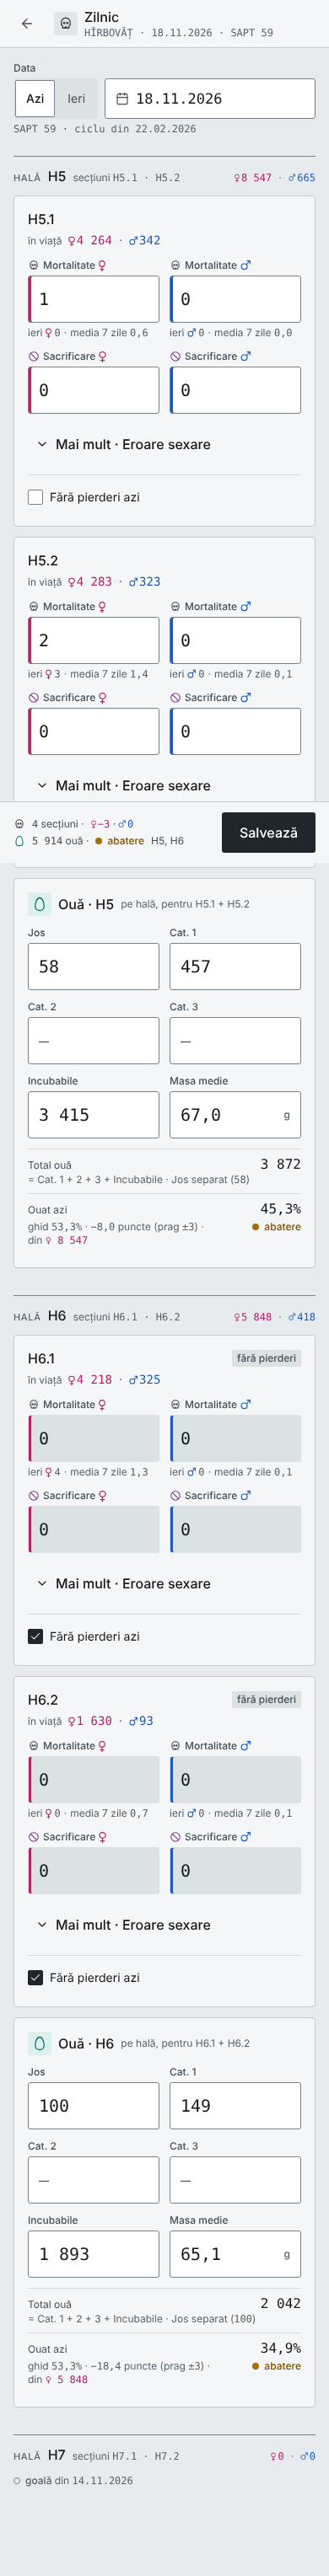 Zilnic
HÎRBOVĂȚ · 18.11.2026 · SAPT 59
Data
Azi Ieri 18.11.2026
SAPT 59 · ciclu din 22.02.2026
HALĂ H5 secțiuni H5.1 · H5.2 ♀8 547 · ♂665
H5.1
în viață ♀4 264 · ♂342
Mortalitate ♀ Mortalitate ♂
1 0
ieri ♀0 · media 7 zile 0,6 ieri ♂0 · media 7 zile 0,0
Sacrificare ♀ Sacrificare ♂
0 0
Mai mult · Eroare sexare
Fără pierderi azi
H5.2
în viață ♀4 283 · ♂323
Mortalitate ♀ Mortalitate ♂
2 0
ieri ♀3 · media 7 zile 1,4 ieri ♂0 · media 7 zile 0,1
Sacrificare ♀ Sacrificare ♂
0 0
Mai mult · Eroare sexare
4 secțiuni · ♀−3 · ♂0
5 914 ouă · abatere H5, H6
Salvează
Ouă · H5 pe hală, pentru H5.1 + H5.2
Jos Cat. 1
58 457
Cat. 2 Cat. 3
— —
Incubabile Masa medie
3 415 67,0 g
Total ouă 3 872
= Cat. 1 + 2 + 3 + Incubabile · Jos separat (58)
Ouat azi 45,3%
ghid 53,3% · −8,0 puncte (prag ±3) · abatere
din ♀ 8 547
HALĂ H6 secțiuni H6.1 · H6.2 ♀5 848 · ♂418
H6.1 fără pierderi
în viață ♀4 218 · ♂325
Mortalitate ♀ Mortalitate ♂
0 0
ieri ♀4 · media 7 zile 1,3 ieri ♂0 · media 7 zile 0,1
Sacrificare ♀ Sacrificare ♂
0 0
Mai mult · Eroare sexare
Fără pierderi azi
H6.2 fără pierderi
în viață ♀1 630 · ♂93
Mortalitate ♀ Mortalitate ♂
0 0
ieri ♀0 · media 7 zile 0,7 ieri ♂0 · media 7 zile 0,1
Sacrificare ♀ Sacrificare ♂
0 0
Mai mult · Eroare sexare
Fără pierderi azi
Ouă · H6 pe hală, pentru H6.1 + H6.2
Jos Cat. 1
100 149
Cat. 2 Cat. 3
— —
Incubabile Masa medie
1 893 65,1 g
Total ouă 2 042
= Cat. 1 + 2 + 3 + Incubabile · Jos separat (100)
Ouat azi 34,9%
ghid 53,3% · −18,4 puncte (prag ±3) · abatere
din ♀ 5 848
HALĂ H7 secțiuni H7.1 · H7.2 ♀0 · ♂0
goală din 14.11.2026